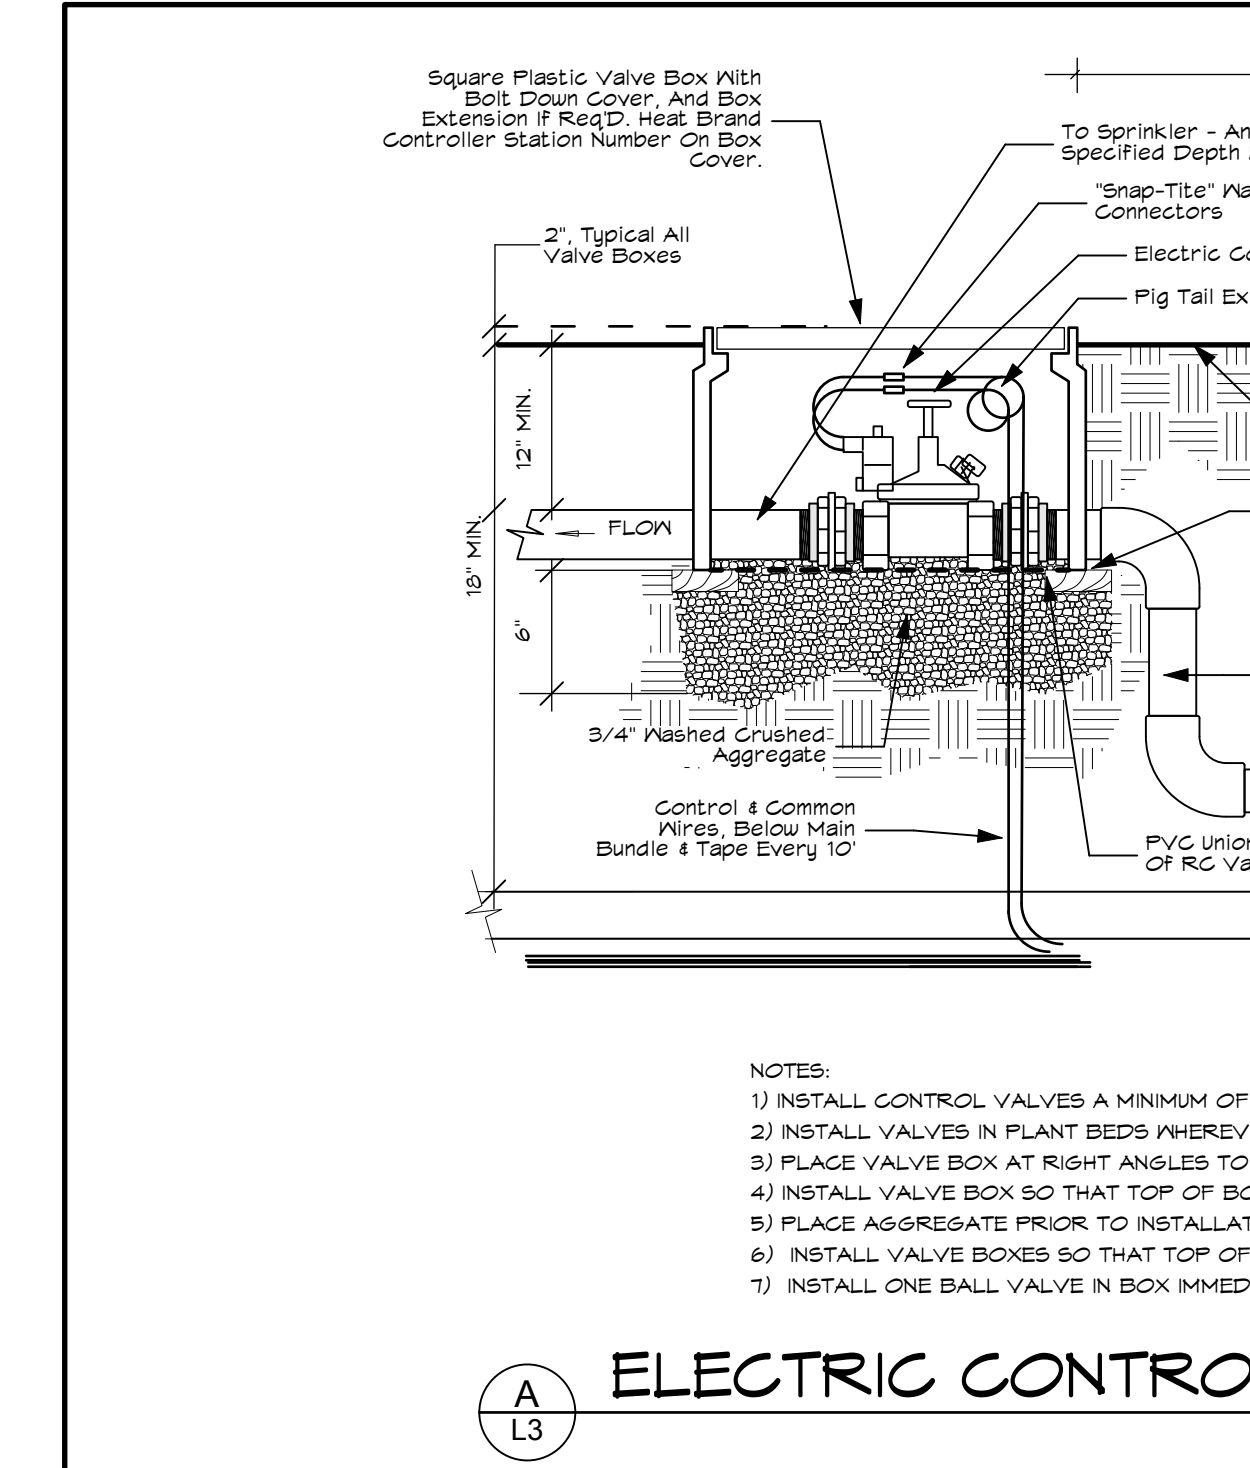 Square Plastic Valve Box With
Bolt Down Cover, And Box
Extension If Req'D. Heat Brand
Controller Station Number On Box
Cover.
To Sprinkler - An
Specified Depth
"Snap-Tite" Wa
Connectors
2", Typical All
Valve Boxes
Electric Co
Pig Tail Ex
12" MIN.
18" MIN.
FLOW
6"
3/4" Washed Crushed
Aggregate
Control & Common
Wires, Below Main
Bundle & Tape Every 10'
PVC Union
Of RC Va
NOTES:
1) INSTALL CONTROL VALVES A MINIMUM OF
2) INSTALL VALVES IN PLANT BEDS WHEREV
3) PLACE VALVE BOX AT RIGHT ANGLES TO
4) INSTALL VALVE BOX SO THAT TOP OF BO
5) PLACE AGGREGATE PRIOR TO INSTALLAT
6) INSTALL VALVE BOXES SO THAT TOP OF
7) INSTALL ONE BALL VALVE IN BOX IMMED
ELECTRIC CONTRO
A
L3